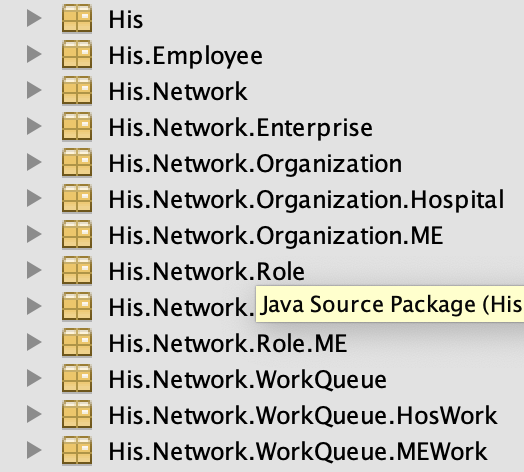 His
His.Employee
His.Network
His.Network.Enterprise
His.Network.Organization
His.Network.Organization.Hospital
His.Network.Organization.ME
His.Network.Role
His.Network.
Java Source Package (His
His.Network.Role.ME
His.Network.WorkQueue
His.Network.WorkQueue.HosWork
His.Network.WorkQueue.MEWork